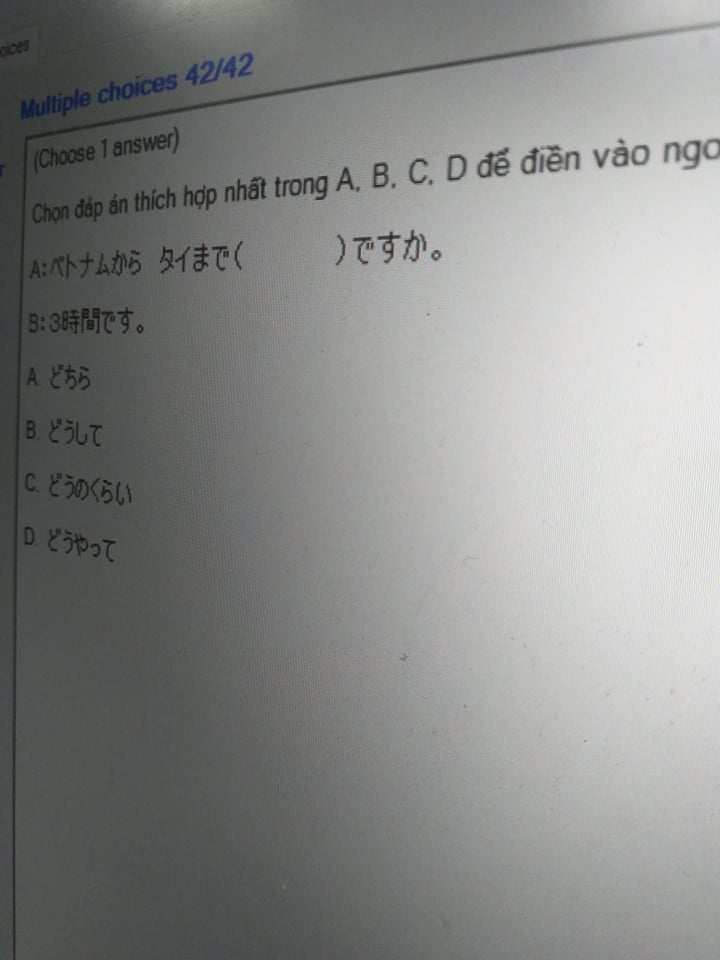 oices
Multiple choices 42/42
(Choose 1 answer)
Chọn đáp án thích hợp nhất trong A, B, C, D để điền vào ngo
A:ベトナムから タイまで( )ですか。
B:3時間です。
A. どちら
B. どうして
C. どうのくらい
D. どうやって